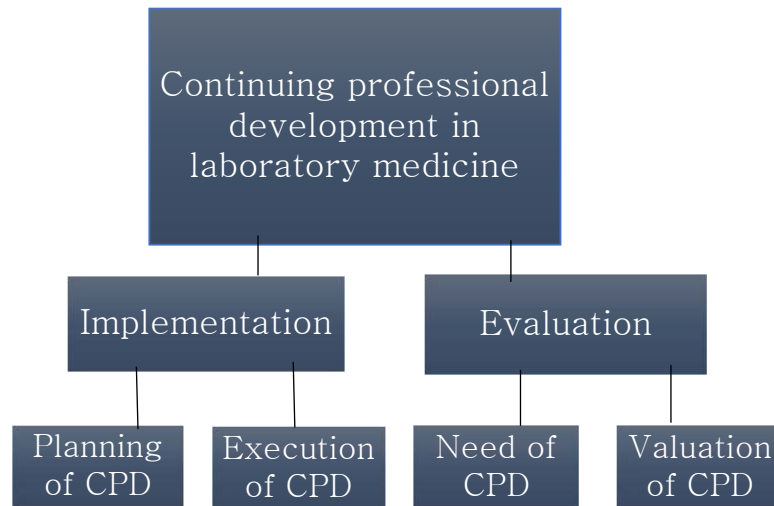 Continuing professional
development in
laboratory medicine
Implementation
Evaluation
Planning
of CPD
Execution
of CPD
Need of
CPD
Valuation
of CPD